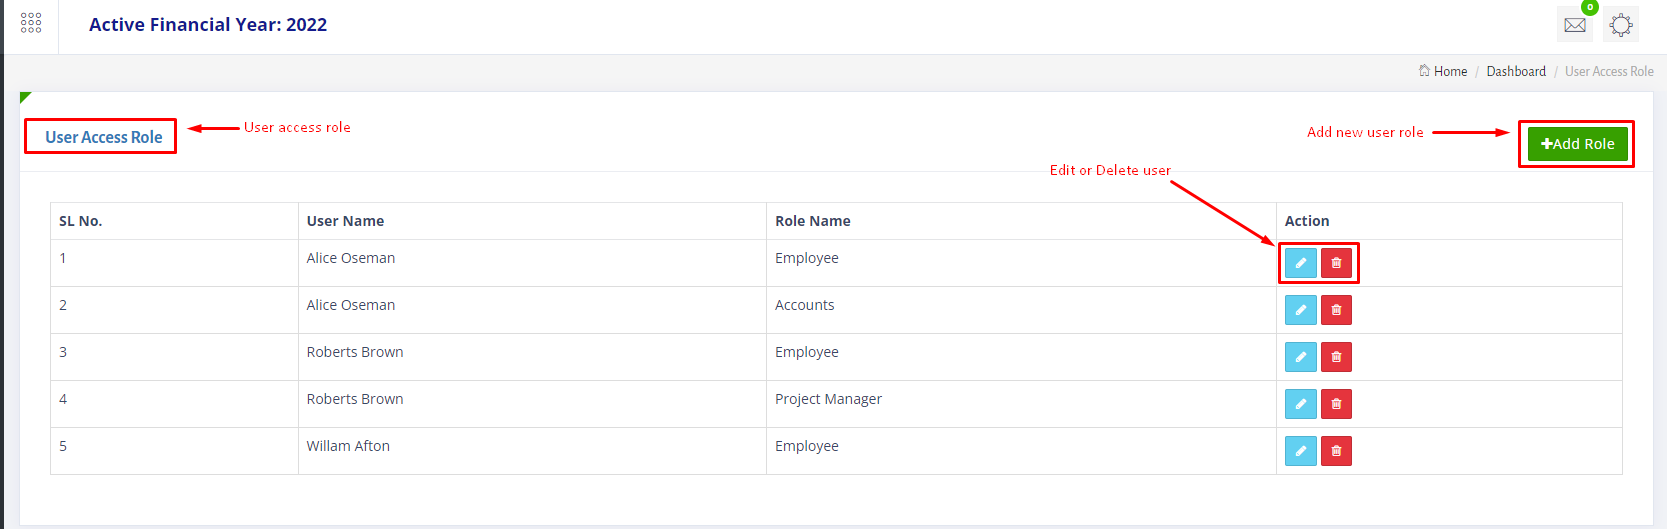 Active Financial Year: 2022
0
Home / Dashboard / User Access Role
User Access Role
User access role
Add new user role
+Add Role
Edit or Delete user
SL No. User Name Role Name Action
1 Alice Oseman Employee
2 Alice Oseman Accounts
3 Roberts Brown Employee
4 Roberts Brown Project Manager
5 Willam Afton Employee